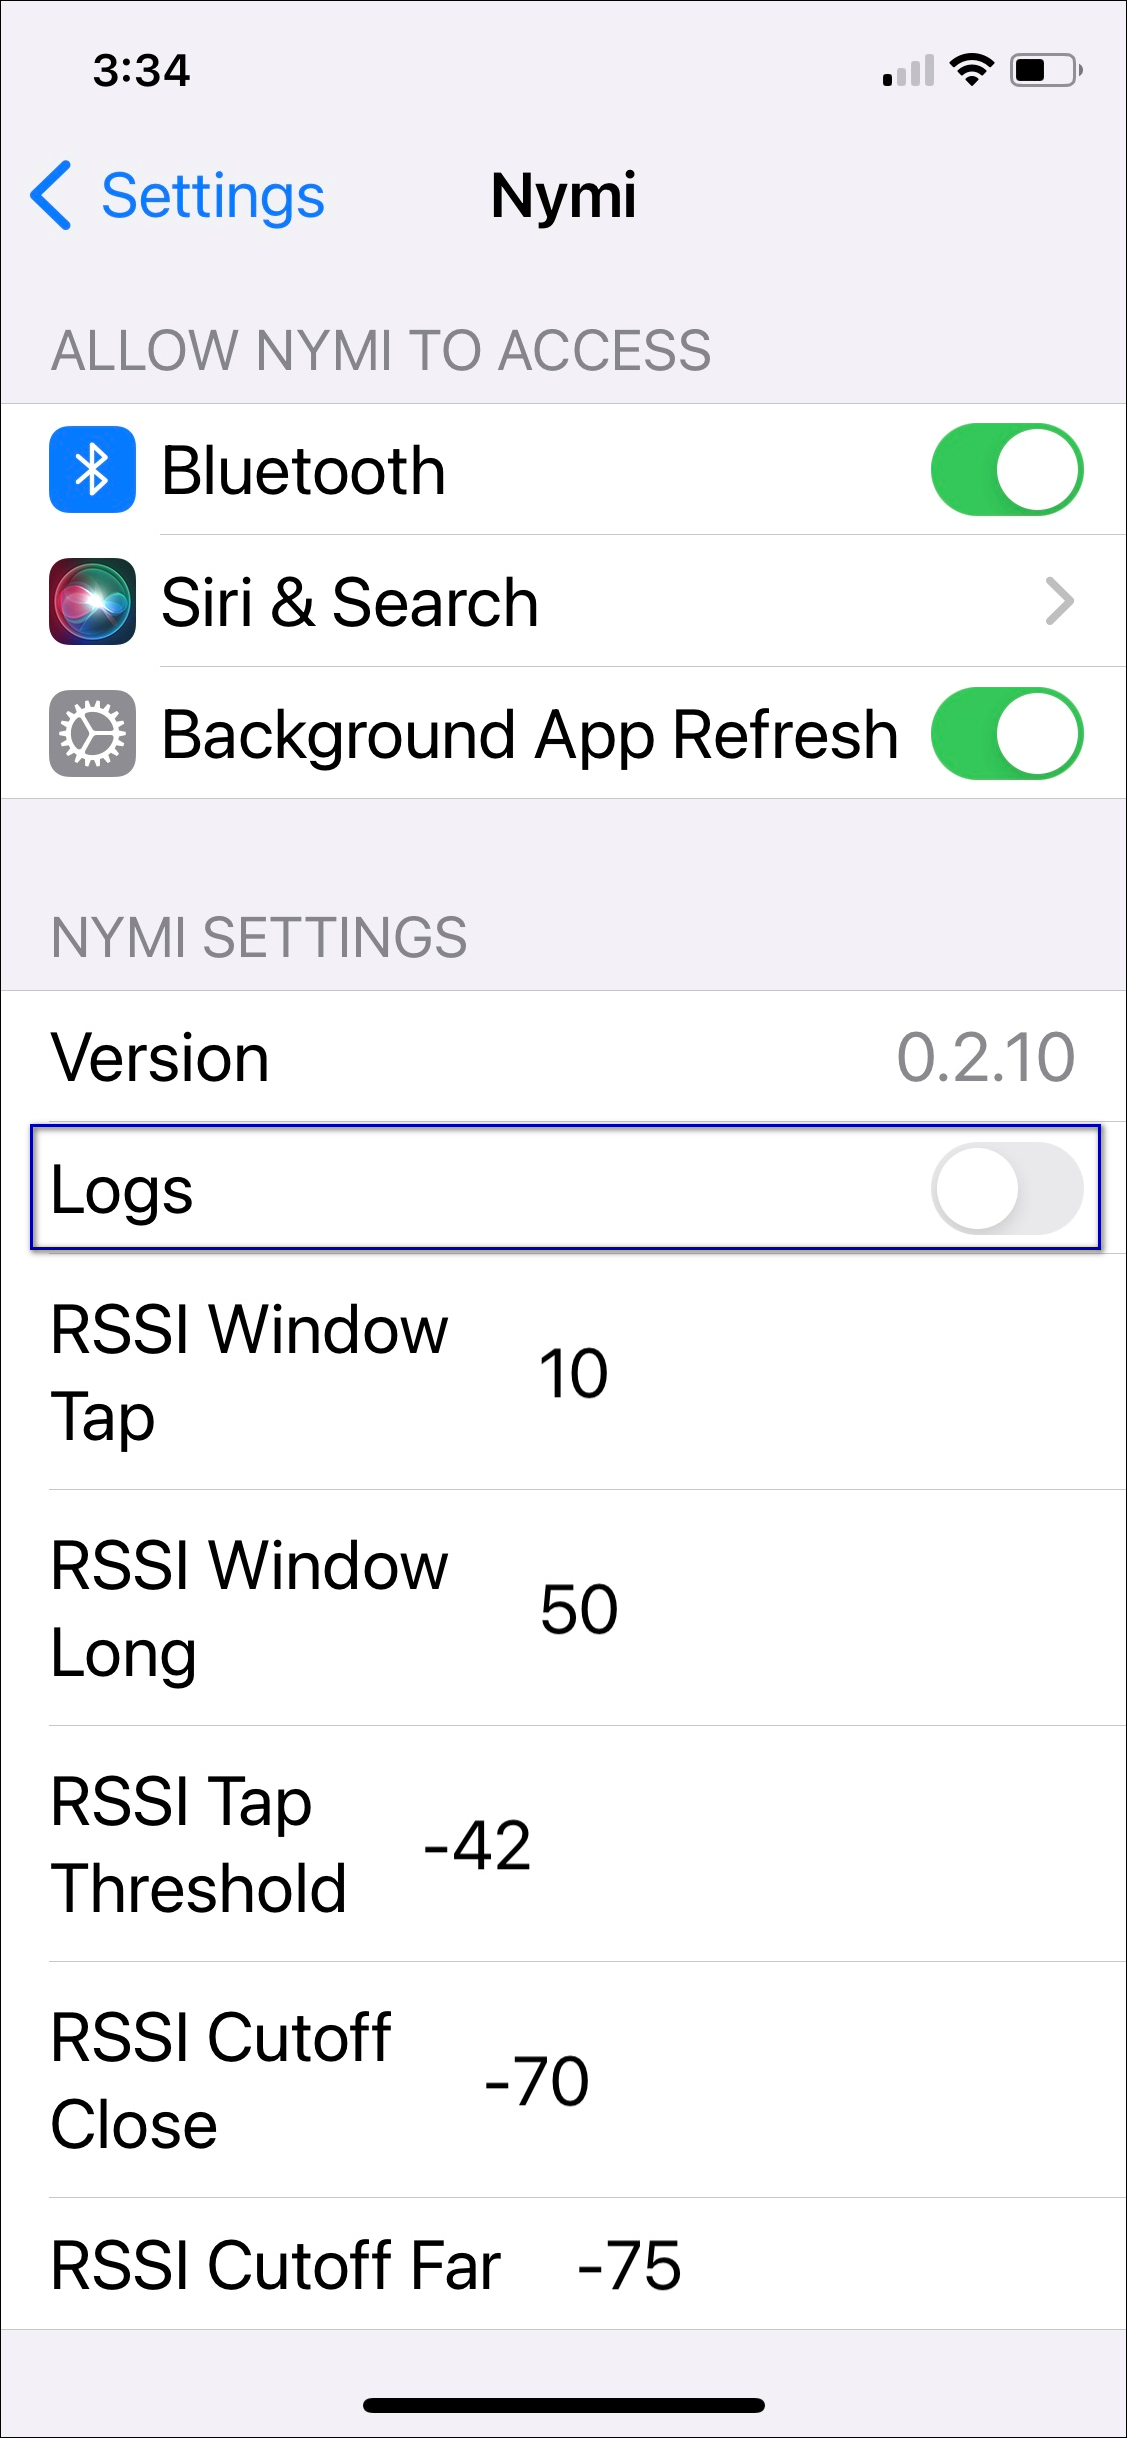 3:34
Settings
Nymi
ALLOW NYMI TO ACCESS
Bluetooth
Siri & Search
Background App Refresh
NYMI SETTINGS
Version 0.2.10
Logs
RSSI Window
Tap
10
RSSI Window
Long
50
RSSI Tap
Threshold
-42
RSSI Cutoff
Close
-70
RSSI Cutoff Far -75